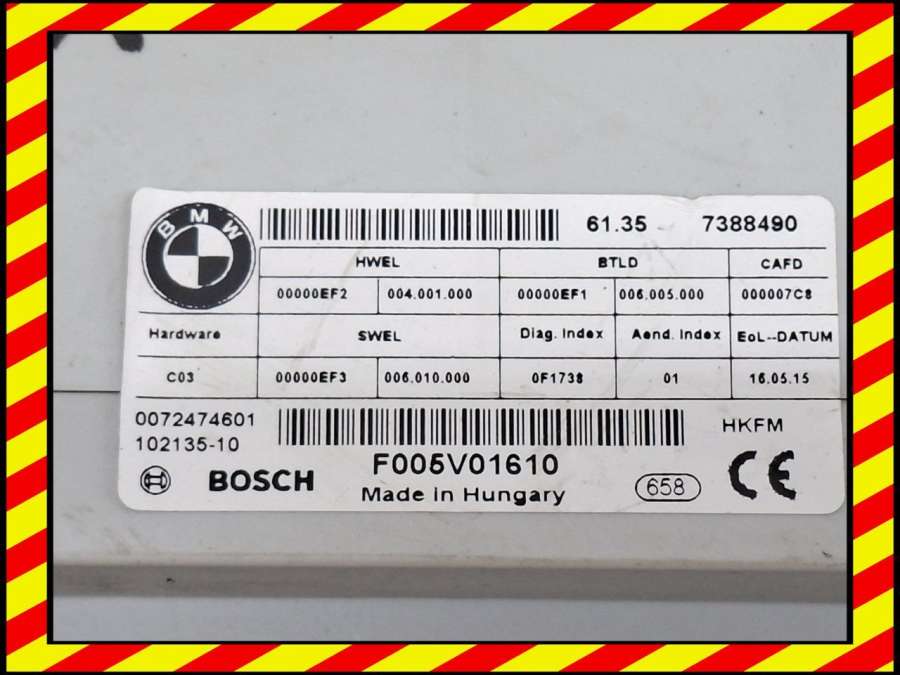 BMW
61.35 7388490
HWEL BTLD CAFD
00000EF2 004.001.000 00000EF1 006.005.000 000007C8
Hardware SWEL Diag. Index Aend. Index EoL--DATUM
C03 00000EF3 006.010.000 0F1738 01 16.05.15
0072474601
102135-10
HKFM
F005V01610
BOSCH
Made in Hungary
658
CE